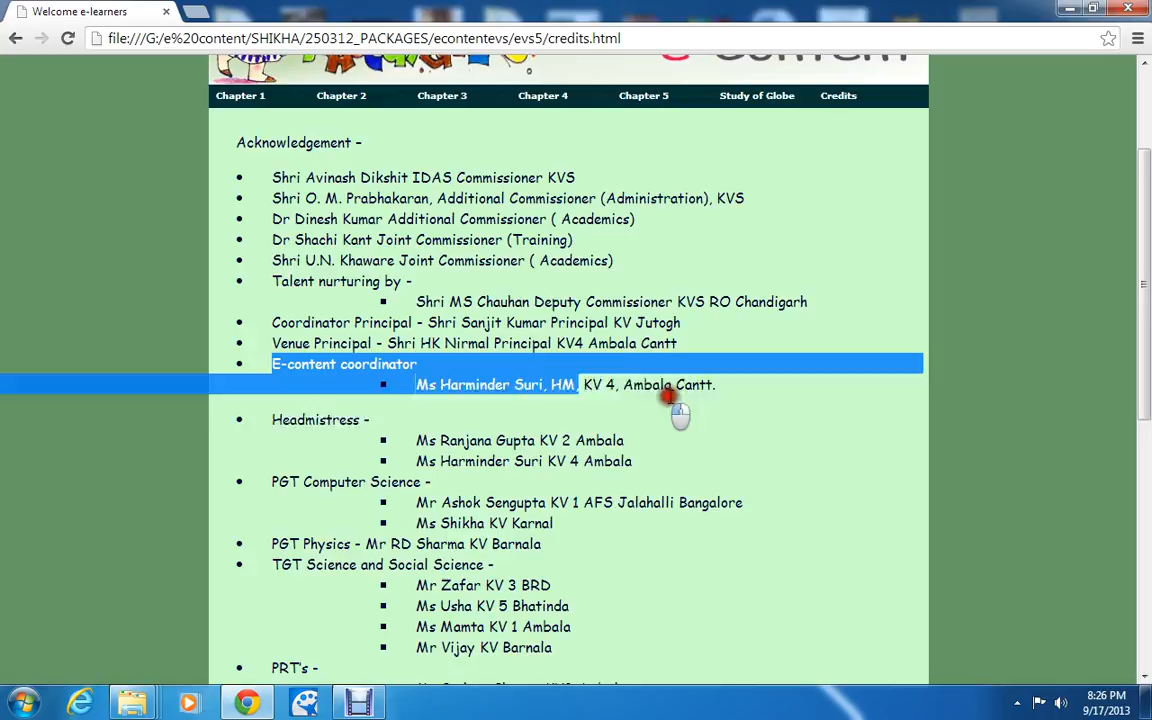 Welcome e-learners
file:///G:/e%20content/SHIKHA/250312_PACKAGES/econtentevs/evs5/credits.html
Chapter 1 Chapter 2 Chapter 3 Chapter 4 Chapter 5 Study of Globe Credits
Acknowledgement -
Shri Avinash Dikshit IDAS Commissioner KVS
Shri O. M. Prabhakaran, Additional Commissioner (Administration), KVS
Dr Dinesh Kumar Additional Commissioner ( Academics)
Dr Shachi Kant Joint Commissioner (Training)
Shri U.N. Khaware Joint Commissioner ( Academics)
Talent nurturing by -
Shri MS Chauhan Deputy Commissioner KVS RO Chandigarh
Coordinator Principal - Shri Sanjit Kumar Principal KV Jutogh
Venue Principal - Shri HK Nirmal Principal KV4 Ambala Cantt
E-content coordinator
Ms Harminder Suri, HM, KV 4, Ambala Cantt.
Headmistress -
Ms Ranjana Gupta KV 2 Ambala
Ms Harminder Suri KV 4 Ambala
PGT Computer Science -
Mr Ashok Sengupta KV 1 AFS Jalahalli Bangalore
Ms Shikha KV Karnal
PGT Physics - Mr RD Sharma KV Barnala
TGT Science and Social Science -
Mr Zafar KV 3 BRD
Ms Usha KV 5 Bhatinda
Ms Mamta KV 1 Ambala
Mr Vijay KV Barnala
PRT's -
8:26 PM
9/17/2013